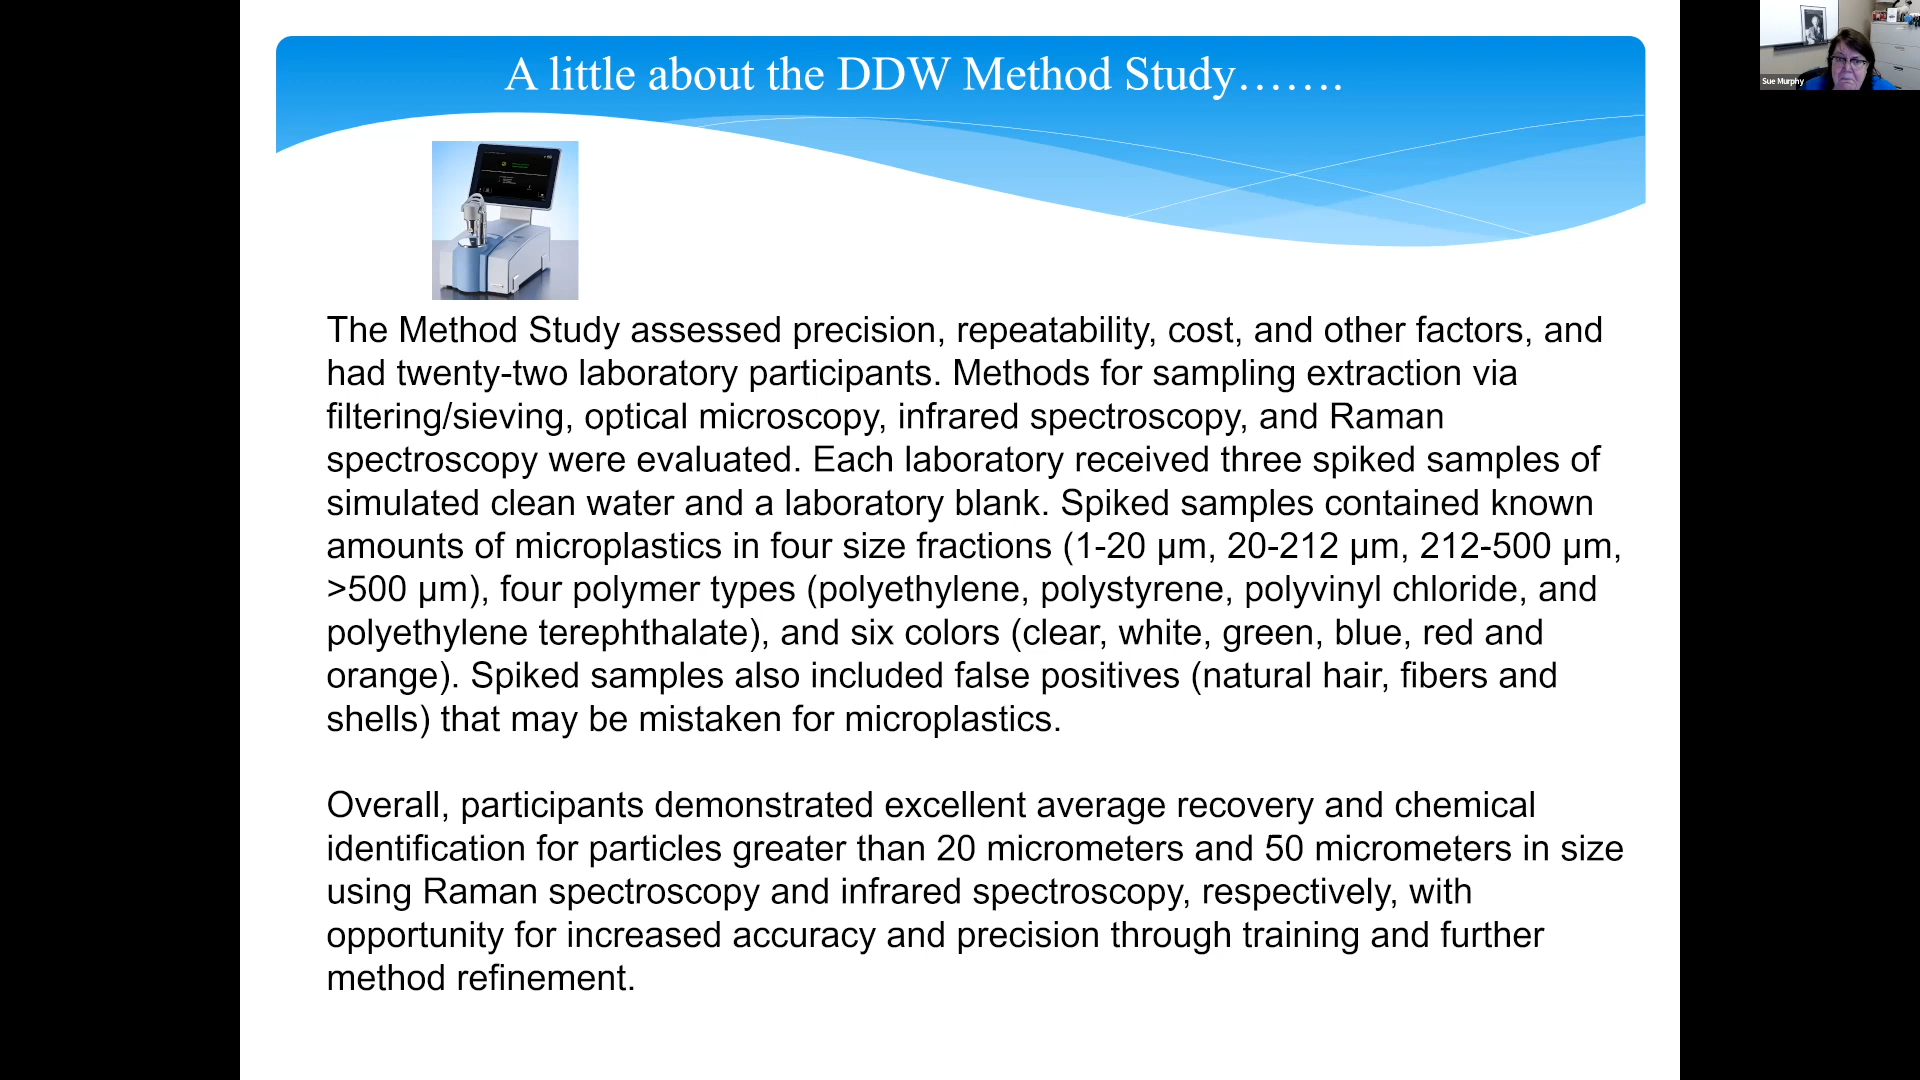 A little about the DDW Method Study…….
Sue Murphy
The Method Study assessed precision, repeatability, cost, and other factors, and
had twenty-two laboratory participants. Methods for sampling extraction via
filtering/sieving, optical microscopy, infrared spectroscopy, and Raman
spectroscopy were evaluated. Each laboratory received three spiked samples of
simulated clean water and a laboratory blank. Spiked samples contained known
amounts of microplastics in four size fractions (1-20 μm, 20-212 μm, 212-500 μm,
>500 μm), four polymer types (polyethylene, polystyrene, polyvinyl chloride, and
polyethylene terephthalate), and six colors (clear, white, green, blue, red and
orange). Spiked samples also included false positives (natural hair, fibers and
shells) that may be mistaken for microplastics.
Overall, participants demonstrated excellent average recovery and chemical
identification for particles greater than 20 micrometers and 50 micrometers in size
using Raman spectroscopy and infrared spectroscopy, respectively, with
opportunity for increased accuracy and precision through training and further
method refinement.